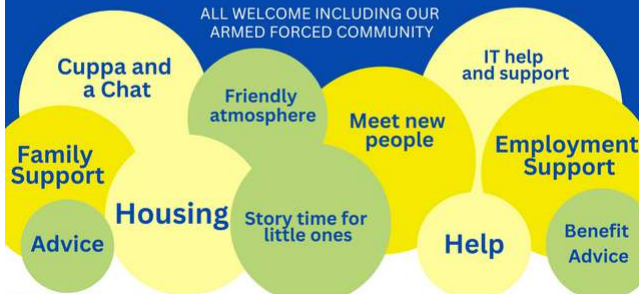 ALL WELCOME INCLUDING OUR
ARMED FORCED COMMUNITY
Cuppa and
a Chat
IT help
and support
Friendly
atmosphere
Meet new
people
Family
Support
Employment
Support
Housing
Story time for
little ones
Advice
Help
Benefit
Advice